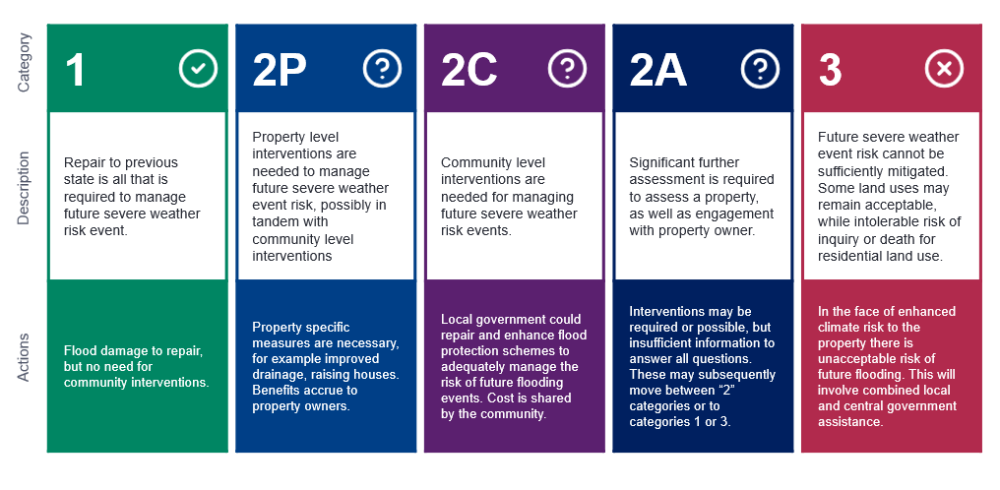 Category
1
2P
2C
2A
3
Description
Repair to previous
state is all that is
required to manage
future severe weather
risk event.
Property level
interventions are
needed to manage
future severe weather
event risk, possibly in
tandem with
community level
interventions
Community level
interventions are
needed for managing
future severe weather
risk events.
Significant further
assessment is required
to assess a property,
as well as engagement
with property owner.
Future severe weather
event risk cannot be
sufficiently mitigated.
Some land uses may
remain acceptable,
while intolerable risk of
inquiry or death for
residential land use.
Actions
Flood damage to repair,
but no need for
community interventions.
Property specific
measures are necessary,
for example improved
drainage, raising houses.
Benefits accrue to
property owners.
Local government could
repair and enhance flood
protection schemes to
adequately manage the
risk of future flooding
events. Cost is shared
by the community.
Interventions may be
required or possible, but
insufficient information to
answer all questions.
These may subsequently
move between “2”
categories or to
categories 1 or 3.
In the face of enhanced
climate risk to the
property there is
unacceptable risk of
future flooding. This will
involve combined local
and central government
assistance.